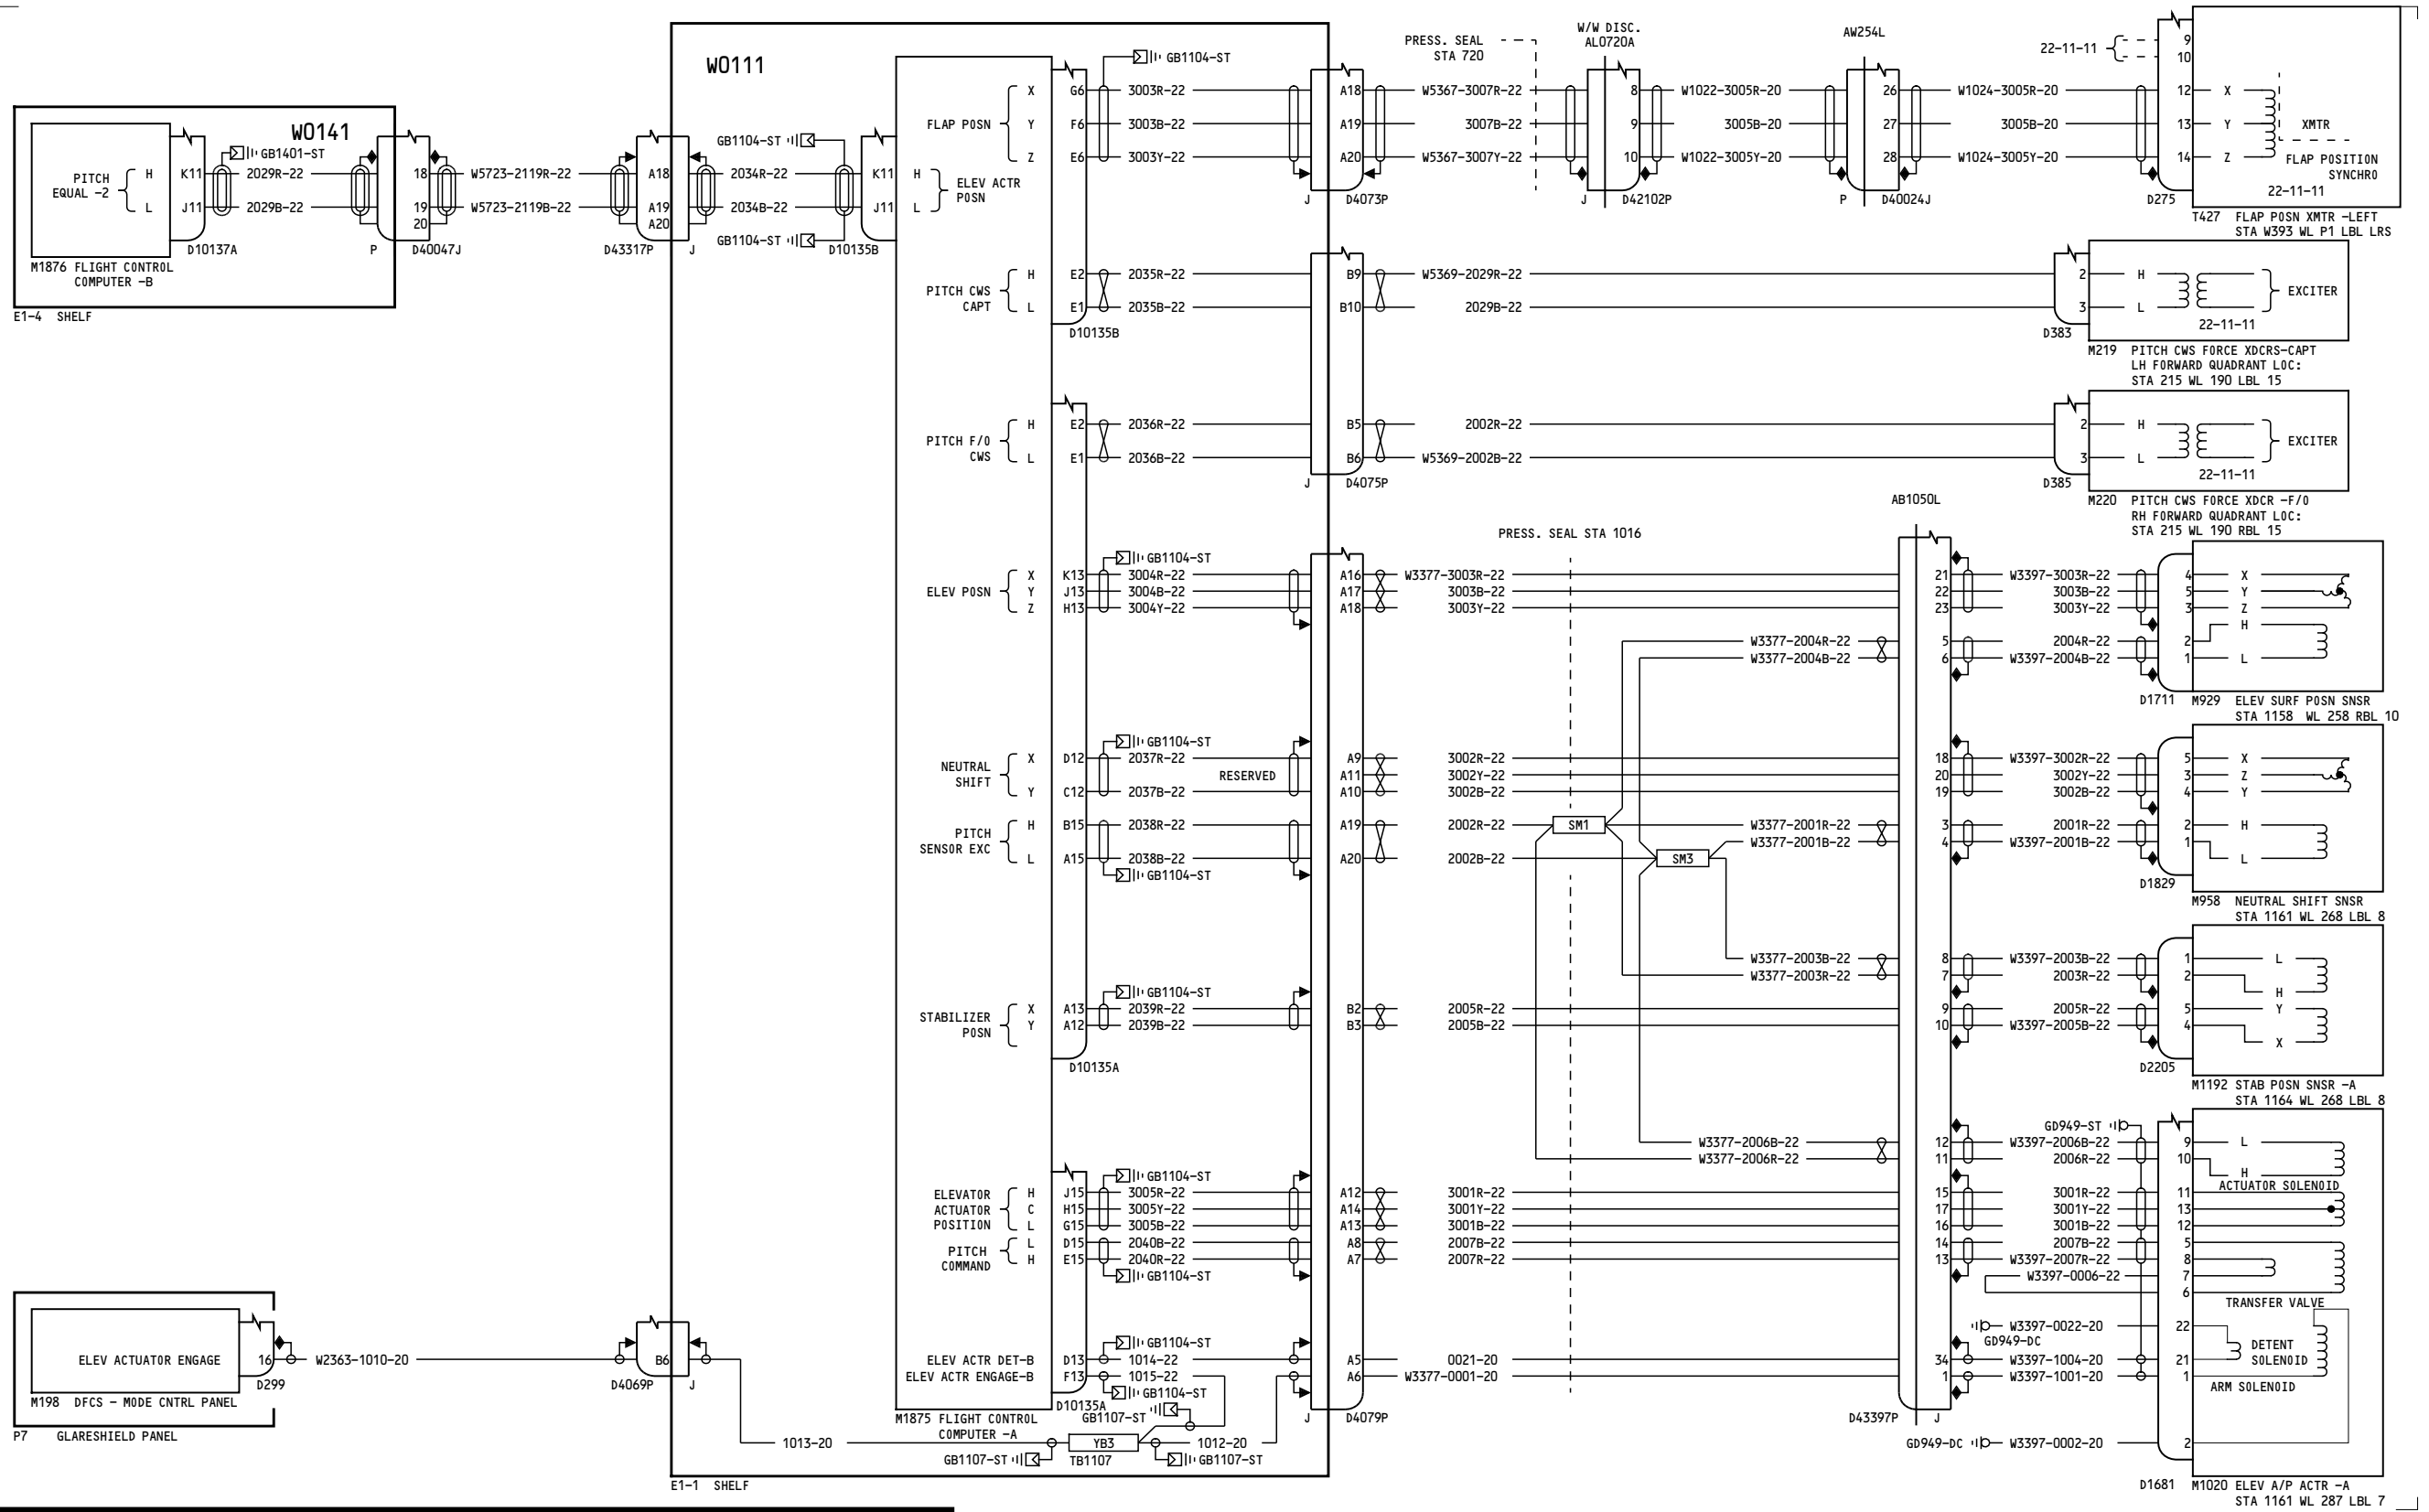 W0141
PITCH
EQUAL -2
H
L
K11
J11
GB1401-ST
2029R-22
2029B-22
18
19
20
D10137A
P
D40047J
M1876 FLIGHT CONTROL
COMPUTER -B
E1-4 SHELF
W5723-2119R-22
W5723-2119B-22
A18
A19
A20
D43317P
J
W0111
GB1104-ST
2034R-22
2034B-22
GB1104-ST
K11
J11
D10135B
H
L
ELEV ACTR
POSN
FLAP POSN
X
Y
Z
G6
F6
E6
GB1104-ST
3003R-22
3003B-22
3003Y-22
A18
A19
A20
J
D4073P
PRESS. SEAL
STA 720
W5367-3007R-22
3007B-22
W5367-3007Y-22
W/W DISC.
AL0720A
8
9
10
J
D42102P
W1022-3005R-20
3005B-20
W1022-3005Y-20
AW254L
26
27
28
P
D40024J
W1024-3005R-20
3005B-20
W1024-3005Y-20
22-11-11
9
10
12
13
14
D275
X
Y
Z
XMTR
FLAP POSITION
SYNCHRO
22-11-11
T427 FLAP POSN XMTR -LEFT
STA W393 WL P1 LBL LRS
PITCH CWS
CAPT
H
L
E2
E1
D10135B
2035R-22
2035B-22
B9
B10
W5369-2029R-22
2029B-22
2
3
D383
H
L
EXCITER
22-11-11
M219 PITCH CWS FORCE XDCRS-CAPT
LH FORWARD QUADRANT LOC:
STA 215 WL 190 LBL 15
PITCH F/O
CWS
H
L
E2
E1
2036R-22
2036B-22
B5
B6
J
D4075P
2002R-22
W5369-2002B-22
2
3
D385
H
L
EXCITER
22-11-11
M220 PITCH CWS FORCE XDCR -F/O
RH FORWARD QUADRANT LOC:
STA 215 WL 190 RBL 15
PRESS. SEAL STA 1016
AB1050L
ELEV POSN
X
Y
Z
K13
J13
H13
GB1104-ST
3004R-22
3004B-22
3004Y-22
A16
A17
A18
W3377-3003R-22
3003B-22
3003Y-22
W3377-2004R-22
W3377-2004B-22
21
22
23
5
6
W3397-3003R-22
3003B-22
3003Y-22
2004R-22
W3397-2004B-22
4
5
3
2
1
X
Y
Z
H
L
D1711
M929 ELEV SURF POSN SNSR
STA 1158 WL 258 RBL 10
NEUTRAL
SHIFT
X
Y
D12
C12
GB1104-ST
2037R-22
2037B-22
RESERVED
A9
A11
A10
3002R-22
3002Y-22
3002B-22
18
20
19
W3397-3002R-22
3002Y-22
3002B-22
5
3
4
X
Z
Y
PITCH
SENSOR EXC
H
L
B15
A15
2038R-22
2038B-22
GB1104-ST
A19
A20
2002R-22
2002B-22
SM1
SM3
W3377-2001R-22
W3377-2001B-22
3
4
2001R-22
W3397-2001B-22
2
1
H
L
D1829
M958 NEUTRAL SHIFT SNSR
STA 1161 WL 268 LBL 8
W3377-2003B-22
W3377-2003R-22
8
7
W3397-2003B-22
2003R-22
1
2
L
H
STABILIZER
POSN
X
Y
A13
A12
D10135A
GB1104-ST
2039R-22
2039B-22
B2
B3
2005R-22
2005B-22
9
10
2005R-22
W3397-2005B-22
5
4
Y
X
D2205
M1192 STAB POSN SNSR -A
STA 1164 WL 268 LBL 8
W3377-2006B-22
W3377-2006R-22
12
11
GD949-ST
W3397-2006B-22
2006R-22
9
10
L
H
ACTUATOR SOLENOID
ELEVATOR
ACTUATOR
POSITION
H
C
L
J15
H15
G15
GB1104-ST
3005R-22
3005Y-22
3005B-22
A12
A14
A13
3001R-22
3001Y-22
3001B-22
15
17
16
3001R-22
3001Y-22
3001B-22
11
13
12
PITCH
COMMAND
L
H
D15
E15
2040B-22
2040R-22
GB1104-ST
A8
A7
2007B-22
2007R-22
14
13
2007B-22
W3397-2007R-22
W3397-0006-22
5
8
7
6
TRANSFER VALVE
GD949-DC
W3397-0022-20
22
DETENT
SOLENOID
ELEV ACTUATOR ENGAGE
16
D299
M198 DFCS - MODE CNTRL PANEL
P7 GLARESHIELD PANEL
W2363-1010-20
B6
D4069P
J
1013-20
ELEV ACTR DET-B
ELEV ACTR ENGAGE-B
D13
F13
D10135A
GB1104-ST
1014-22
1015-22
GB1104-ST
GB1107-ST
M1875 FLIGHT CONTROL
COMPUTER -A
YB3
TB1107
GB1107-ST
GB1107-ST
1012-20
E1-1 SHELF
A5
A6
J
D4079P
0021-20
W3377-0001-20
34
1
D43397P
J
W3397-1004-20
W3397-1001-20
21
1
ARM SOLENOID
GD949-DC
W3397-0002-20
2
D1681
M1020 ELEV A/P ACTR -A
STA 1161 WL 287 LBL 7